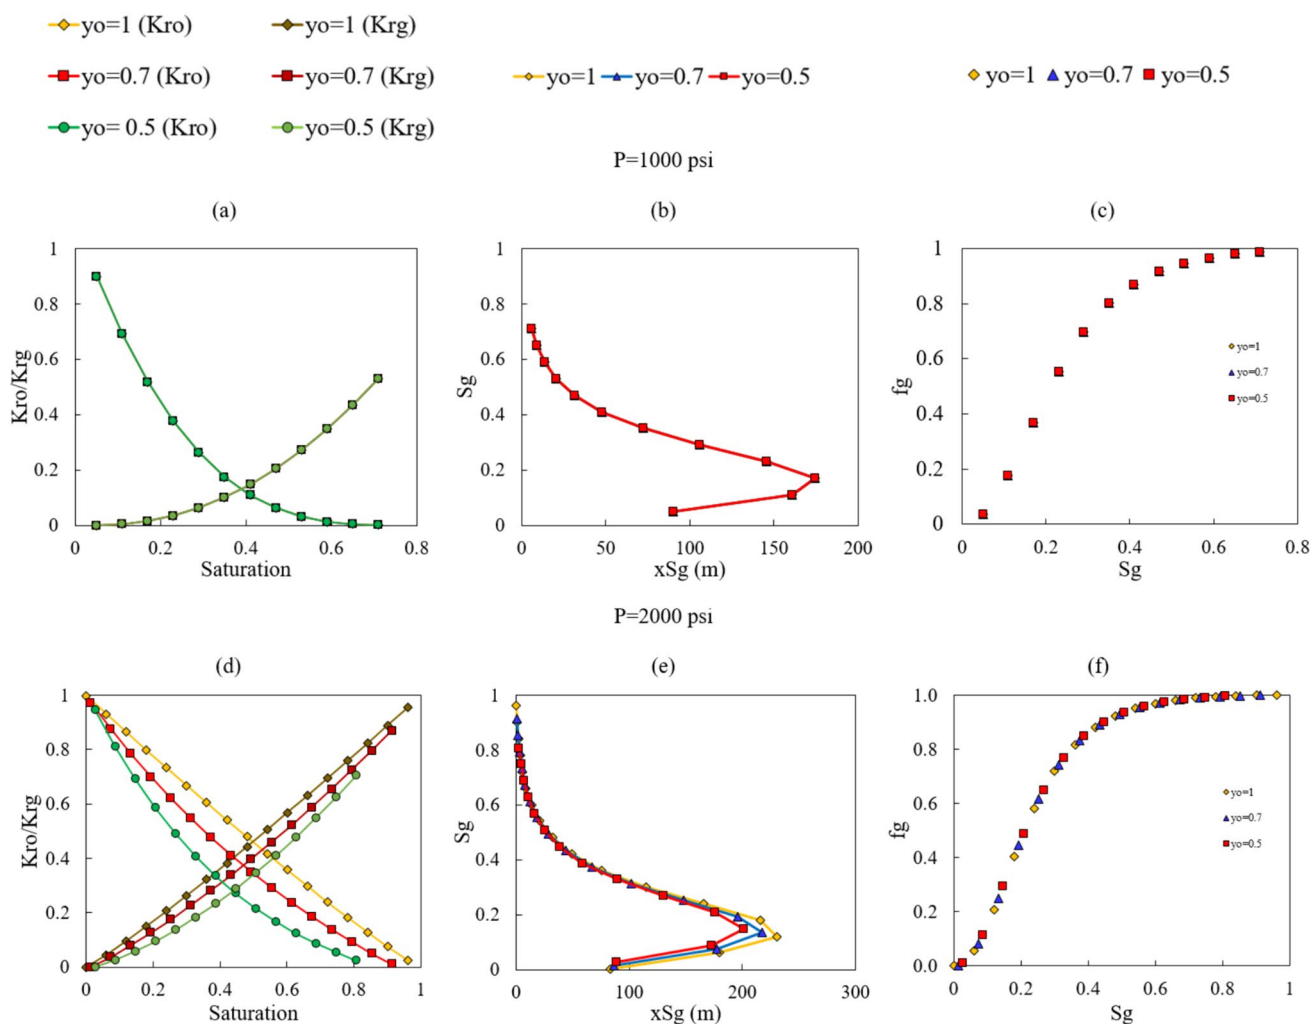 yo=1 (Kro) yo=1 (Krg)
yo=0.7 (Kro) yo=0.7 (Krg) yo=1 yo=0.7 yo=0.5 yo=1 yo=0.7 yo=0.5
yo= 0.5 (Kro) yo=0.5 (Krg)
P=1000 psi
(a) (b) (c)
Kro/Krg
1
0.8
0.6
0.4
0.2
0
0 0.2 0.4 0.6 0.8
Saturation
Sg
1
0.8
0.6
0.4
0.2
0
0 50 100 150 200
xSg (m)
fg
1
0.8
0.6
0.4
0.2
0
yo=1
yo=0.7
yo=0.5
0 0.2 0.4 0.6 0.8
Sg
P=2000 psi
(d) (e) (f)
Kro/Krg
1
0.8
0.6
0.4
0.2
0
0 0.2 0.4 0.6 0.8 1
Saturation
Sg
1
0.8
0.6
0.4
0.2
0
0 100 200 300
xSg (m)
fg
1.0
0.8
0.6
0.4
0.2
0.0
yo=1
yo=0.7
yo=0.5
0 0.2 0.4 0.6 0.8 1
Sg